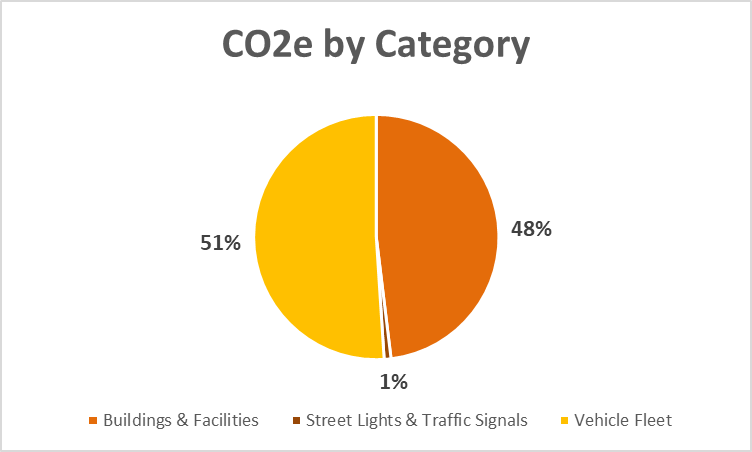 CO2e by Category
48%
51%
1%
Buildings & Facilities Street Lights & Traffic Signals Vehicle Fleet